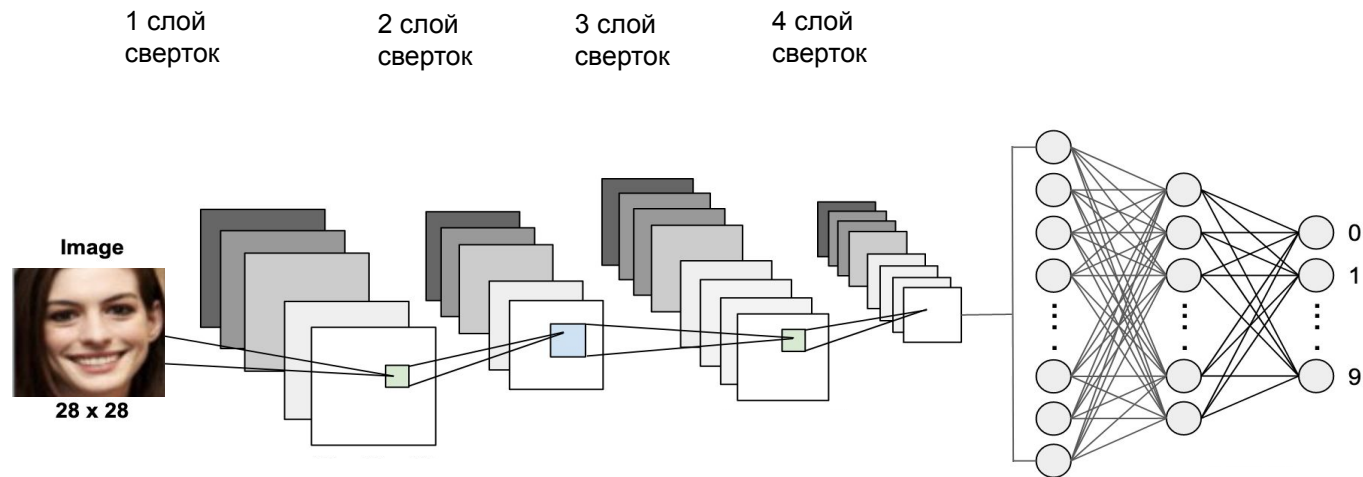 1 слой
сверток
2 слой
сверток
3 слой
сверток
4 слой
сверток
Image
28 x 28
0
1
9